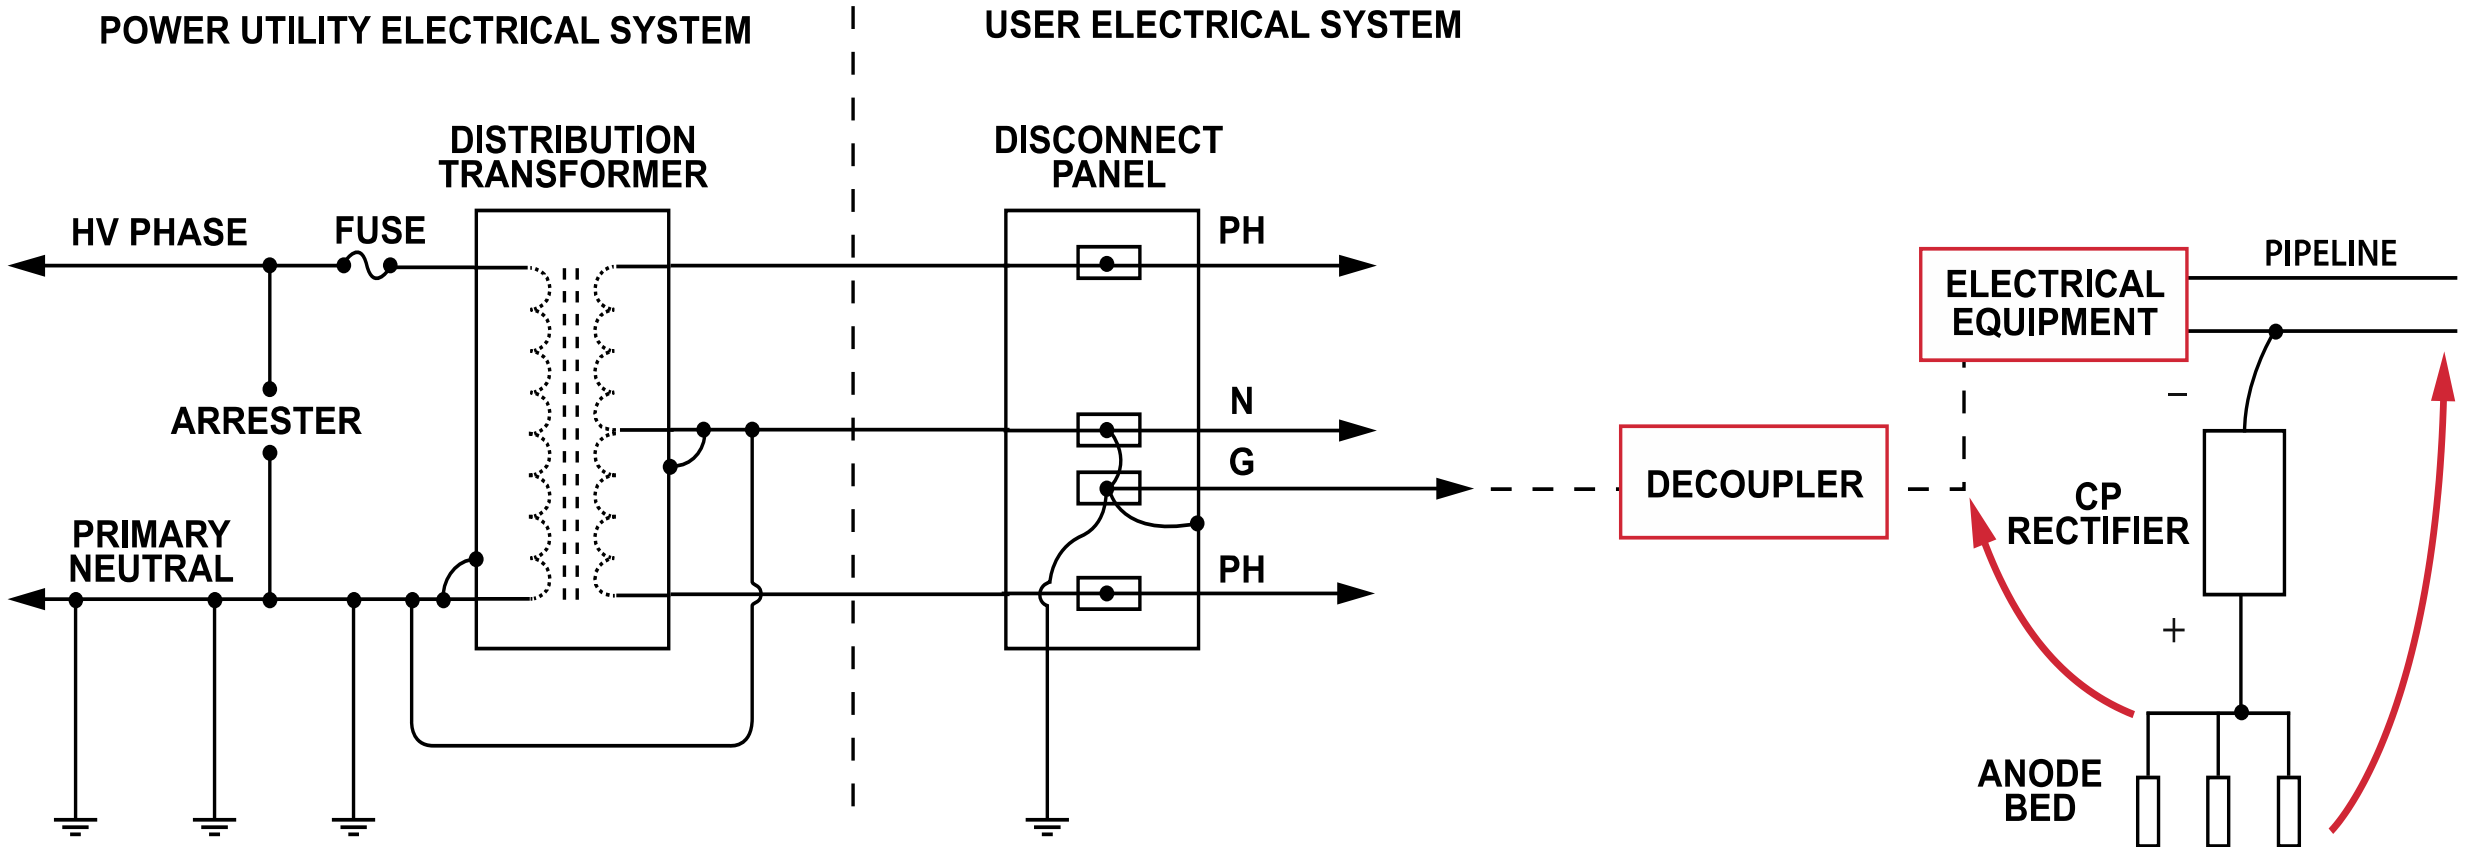 POWER UTILITY ELECTRICAL SYSTEM
USER ELECTRICAL SYSTEM
DISTRIBUTION
TRANSFORMER
DISCONNECT
PANEL
HV PHASE
FUSE
PH
PIPELINE
ELECTRICAL
EQUIPMENT
ARRESTER
N
G
–
DECOUPLER
CP
RECTIFIER
PRIMARY
NEUTRAL
PH
+
ANODE
BED